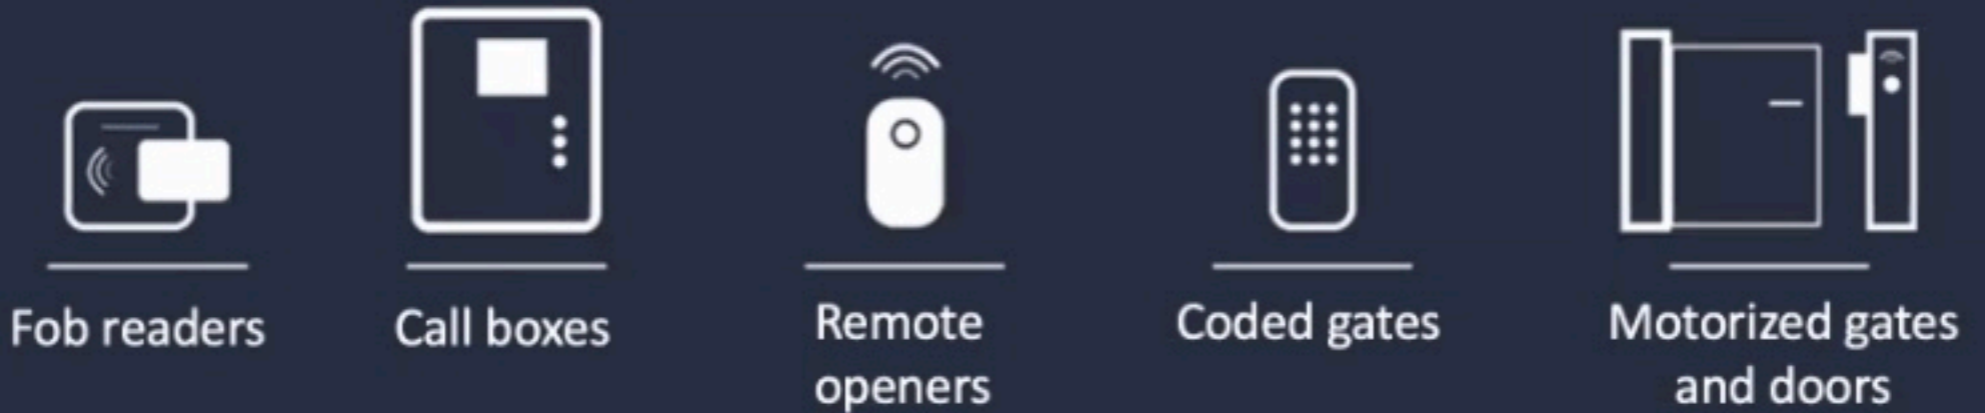 Fob readers
Call boxes
Remote
openers
Coded gates
Motorized gates
and doors